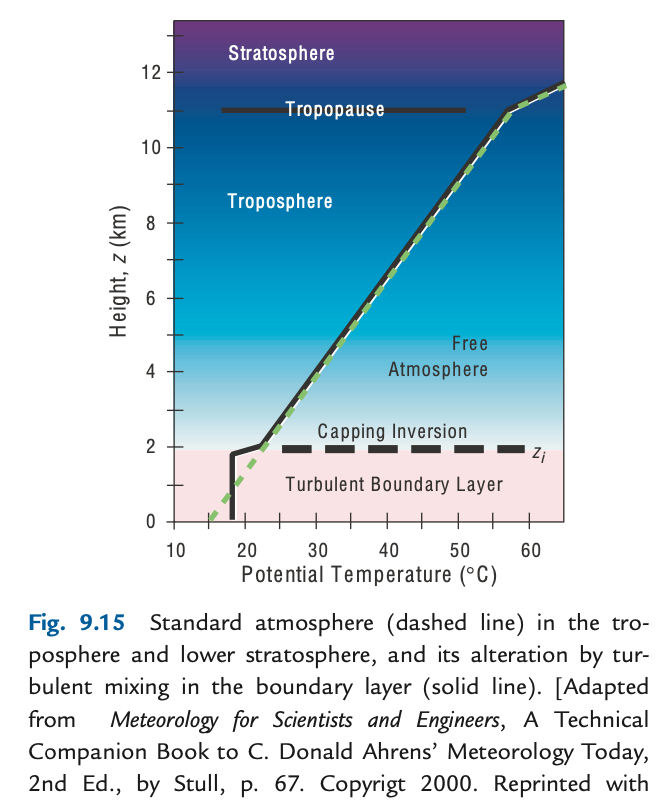 Stratosphere
12
Tropopause
10
Troposphere
8
Height, z (km)
6
Free
Atmosphere
4
Capping Inversion
2
zi
Turbulent Boundary Layer
0
10 20 30 40 50 60
Potential Temperature (°C)
Fig. 9.15 Standard atmosphere (dashed line) in the tro-
posphere and lower stratosphere, and its alteration by tur-
bulent mixing in the boundary layer (solid line). [Adapted
from Meteorology for Scientists and Engineers, A Technical
Companion Book to C. Donald Ahrens’ Meteorology Today,
2nd Ed., by Stull, p. 67. Copyrigt 2000. Reprinted with